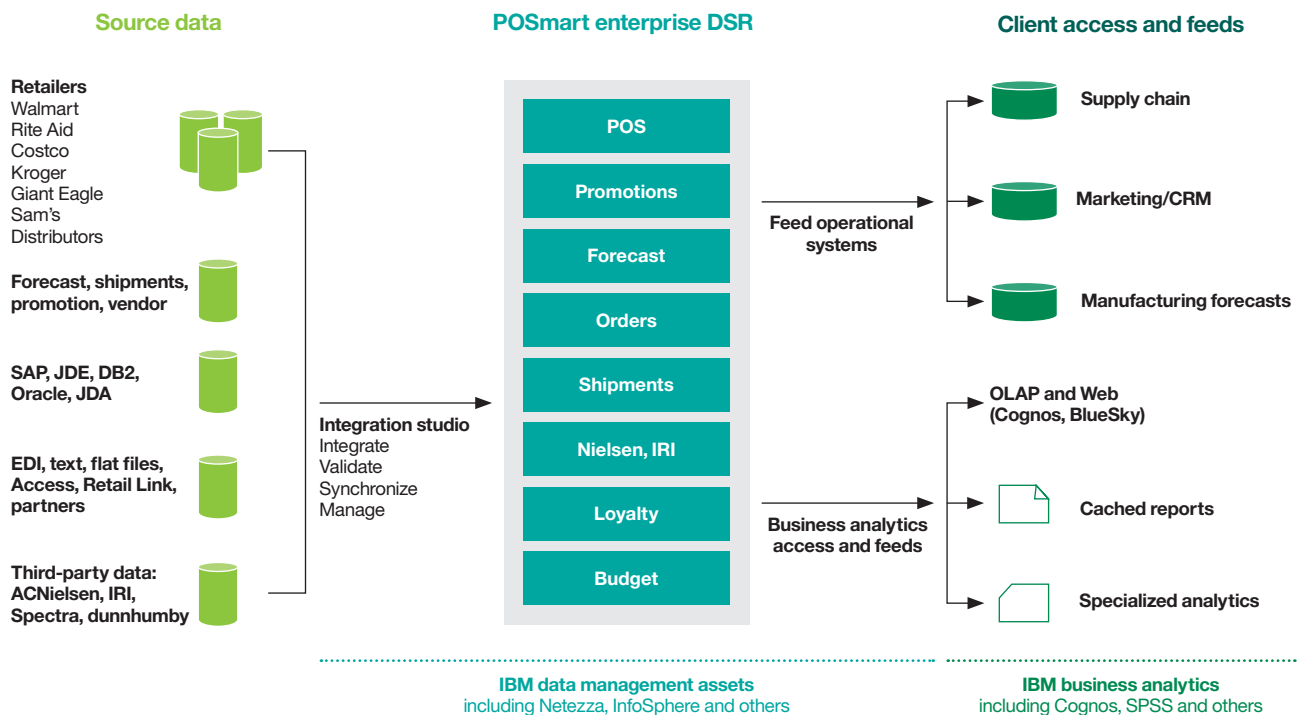 Source data
POSmart enterprise DSR
Client access and feeds
Retailers
Walmart
Rite Aid
Costco
Kroger
Giant Eagle
Sam's
Distributors
Forecast, shipments,
promotion, vendor
SAP, JDE, DB2,
Oracle, JDA
EDI, text, flat files,
Access, Retail Link,
partners
Third-party data:
ACNielsen, IRI,
Spectra, dunnhumby
Integration studio
Integrate
Validate
Synchronize
Manage
POS
Promotions
Forecast
Orders
Shipments
Nielsen, IRI
Loyalty
Budget
Feed operational
systems
Business analytics
access and feeds
Supply chain
Marketing/CRM
Manufacturing forecasts
OLAP and Web
(Cognos, BlueSky)
Cached reports
Specialized analytics
IBM data management assets
including Netezza, InfoSphere and others
IBM business analytics
including Cognos, SPSS and others